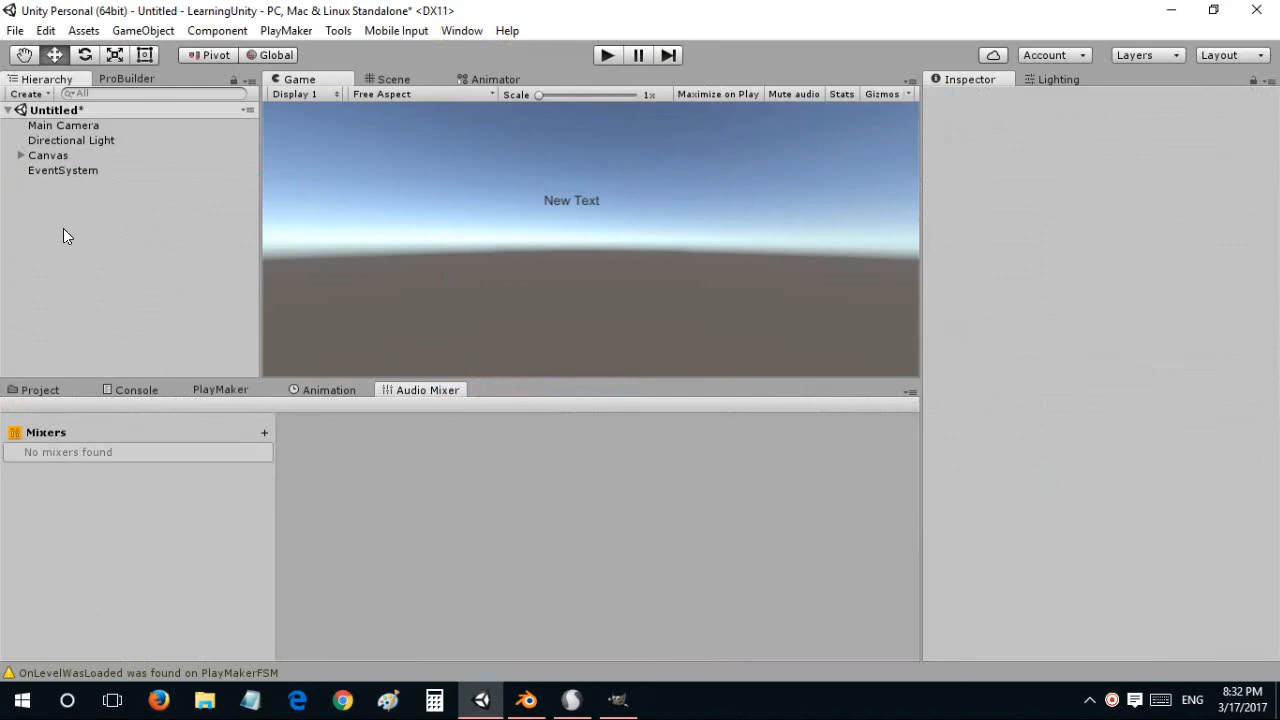 Unity Personal (64bit) - Untitled - LearningUnity - PC, Mac & Linux Standalone* <DX11>
File Edit Assets GameObject Component PlayMaker Tools Mobile Input Window Help
Pivot Global Account Layers Layout
Hierarchy ProBuilder Game Scene Animator Inspector Lighting
Create All Display 1 Free Aspect Scale 1x Maximize on Play Mute audio Stats Gizmos
Untitled*
Main Camera
Directional Light
Canvas
EventSystem
New Text
Project Console PlayMaker Animation Audio Mixer
Mixers +
No mixers found
OnLevelWasLoaded was found on PlayMakerFSM
ENG 8:32 PM
3/17/2017